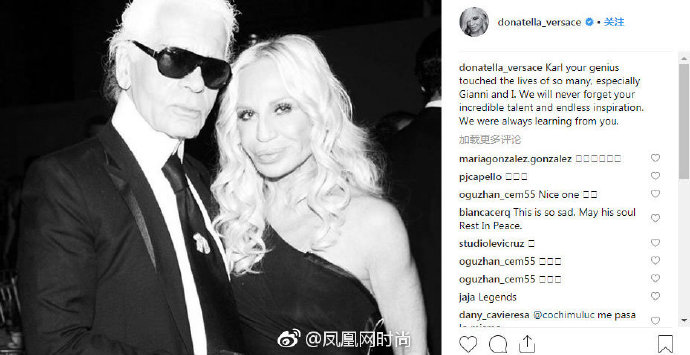 donatella_versace • 关注
donatella_versace Karl your genius
touched the lives of so many, especially
Gianni and I. We will never forget your
incredible talent and endless inspiration.
We were always learning from you.
加载更多评论
mariagonzalez.gonzalez
pjcapello
oguzhan_cem55 Nice one
biancacerq This is so sad. May his soul
Rest In Peace.
studiolevicruz
oguzhan_cem55
oguzhan_cem55
jaja Legends
dany_cavieresa @cochimuluc me pasa
@凤凰网时尚